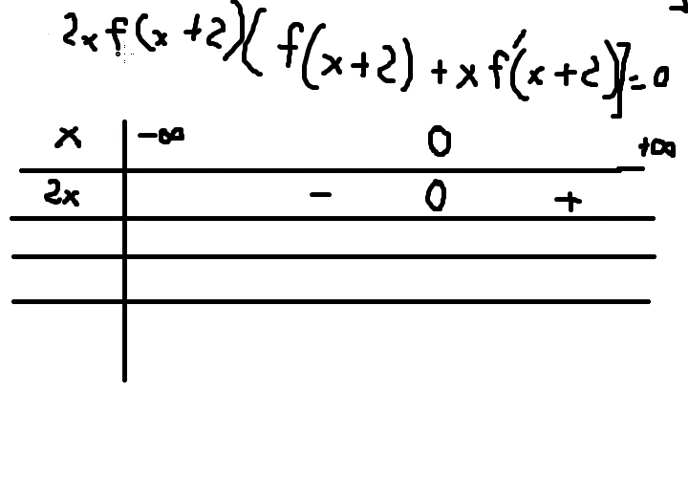 2x f(x+2)( f(x+2) + x f'(x+2)]=0
x -∞ 0 +∞
2x - 0 +